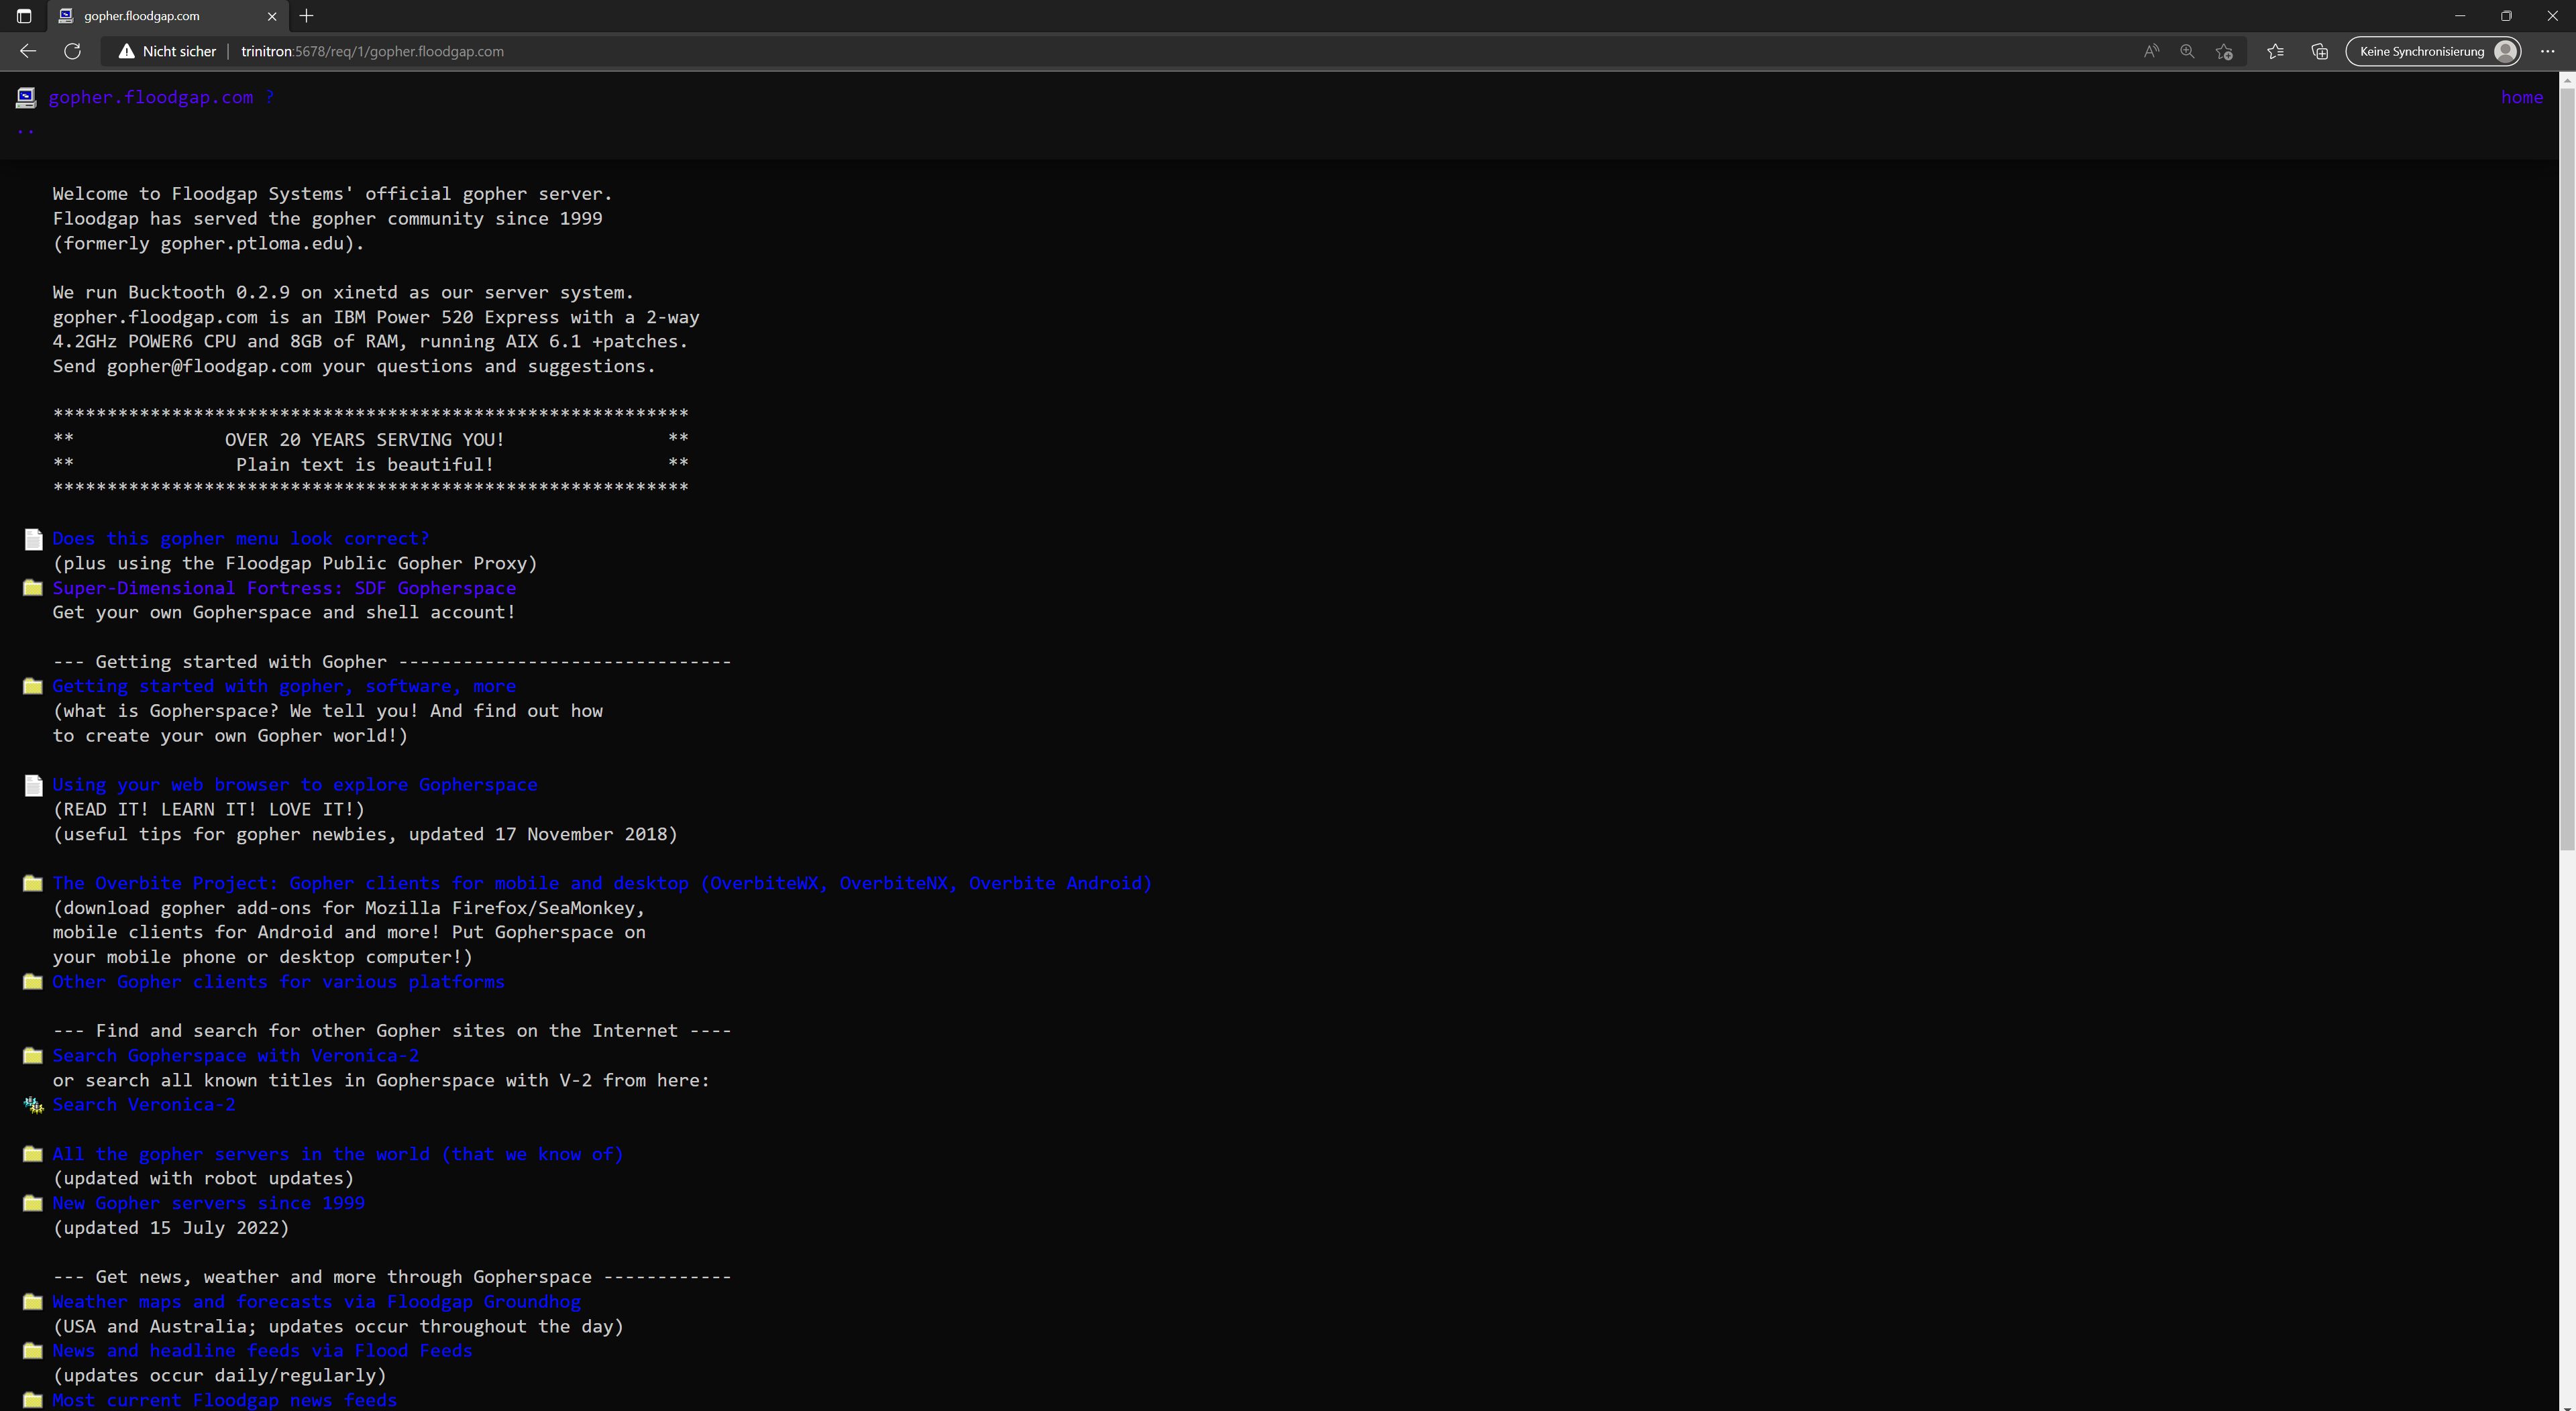 gopher.floodgap.com
Nicht sicher | trinitron:5678/req/1/gopher.floodgap.com
Keine Synchronisierung
gopher.floodgap.com ?
home
..
Welcome to Floodgap Systems' official gopher server.
Floodgap has served the gopher community since 1999
(formerly gopher.ptloma.edu).
We run Bucktooth 0.2.9 on xinetd as our server system.
gopher.floodgap.com is an IBM Power 520 Express with a 2-way
4.2GHz POWER6 CPU and 8GB of RAM, running AIX 6.1 +patches.
Send gopher@floodgap.com your questions and suggestions.
***********************************************************
** OVER 20 YEARS SERVING YOU! **
** Plain text is beautiful! **
***********************************************************
Does this gopher menu look correct?
(plus using the Floodgap Public Gopher Proxy)
Super-Dimensional Fortress: SDF Gopherspace
Get your own Gopherspace and shell account!
--- Getting started with Gopher -------------------------------
Getting started with gopher, software, more
(what is Gopherspace? We tell you! And find out how
to create your own Gopher world!)
Using your web browser to explore Gopherspace
(READ IT! LEARN IT! LOVE IT!)
(useful tips for gopher newbies, updated 17 November 2018)
The Overbite Project: Gopher clients for mobile and desktop (OverbiteWX, OverbiteNX, Overbite Android)
(download gopher add-ons for Mozilla Firefox/SeaMonkey,
mobile clients for Android and more! Put Gopherspace on
your mobile phone or desktop computer!)
Other Gopher clients for various platforms
--- Find and search for other Gopher sites on the Internet ----
Search Gopherspace with Veronica-2
or search all known titles in Gopherspace with V-2 from here:
Search Veronica-2
All the gopher servers in the world (that we know of)
(updated with robot updates)
New Gopher servers since 1999
(updated 15 July 2022)
--- Get news, weather and more through Gopherspace ------------
Weather maps and forecasts via Floodgap Groundhog
(USA and Australia; updates occur throughout the day)
News and headline feeds via Flood Feeds
(updates occur daily/regularly)
Most current Floodgap news feeds